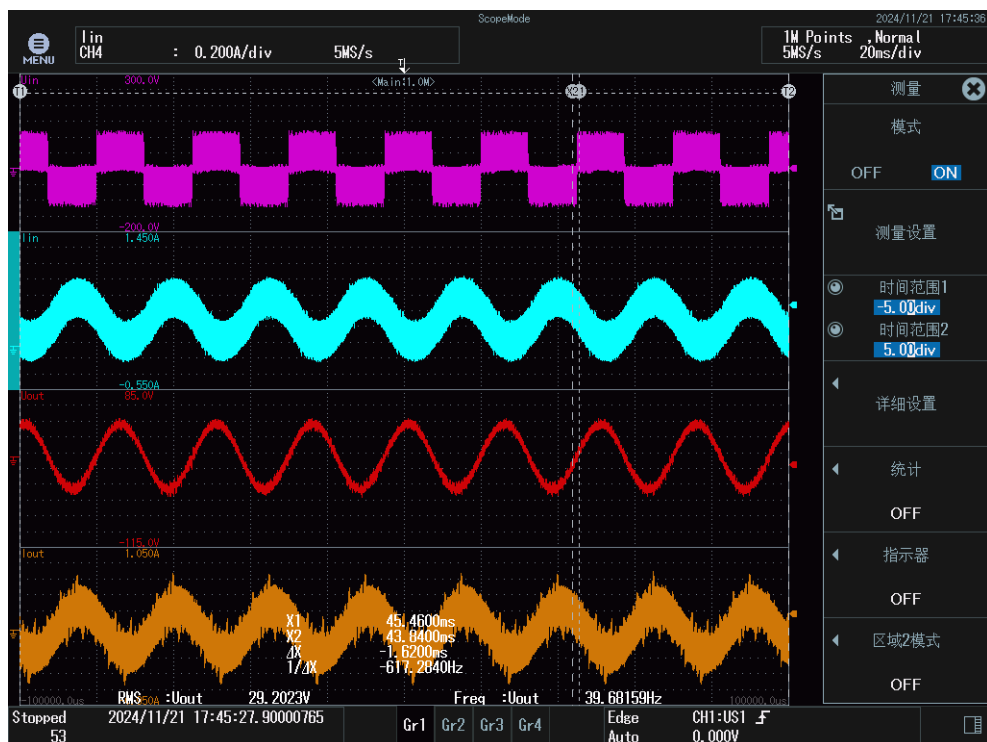 ScopeMode
2024/11/21 17:45:36
MENU
Iin
CH4 : 0.200A/div 5MS/s
1M Points ,Normal
5MS/s 20ms/div
Uin 300.0V
<Main:1.0M>
T1
X21
T2
-200.0V
Iin 1.450A
-0.550A
Uout 85.0V
-115.0V
Iout 1.050A
X1 45.4600ms
X2 43.8400ms
ΔX -1.6200ms
1/ΔX -617.2840Hz
-100000.0us
RMS :Uout 29.2023V
Freq :Uout 39.68159Hz
100000.0us
测量
模式
OFF ON
测量设置
时间范围1
-5.00div
时间范围2
5.00div
详细设置
统计
OFF
指示器
OFF
区域2模式
OFF
Stopped
53
2024/11/21 17:45:27.90000765
Gr1 Gr2 Gr3 Gr4
Edge CH1:US1
Auto 0.000V